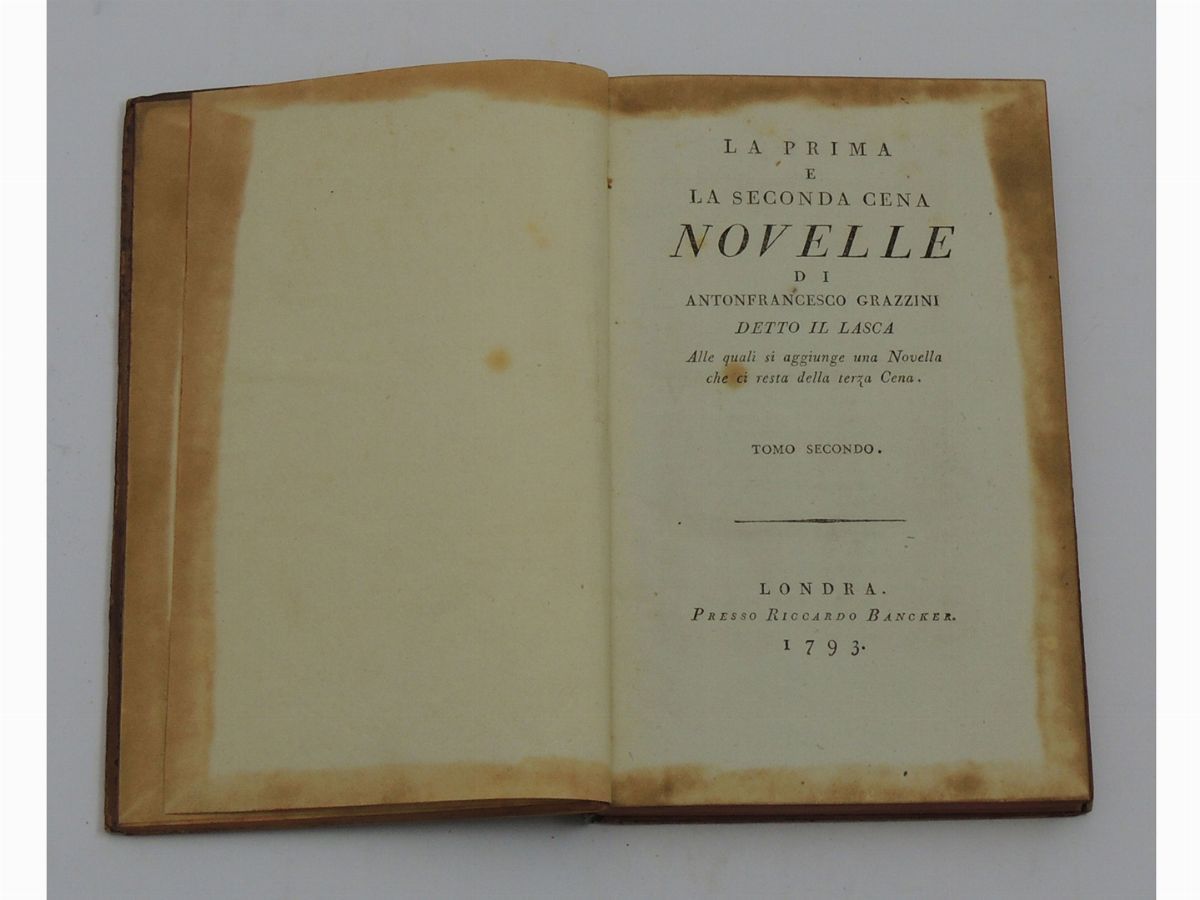 LA PRIMA
E
LA SECONDA CENA
NOVELLE
DI
ANTONFRANCESCO GRAZZINI
DETTO IL LASCA
Alle quali si aggiunge una Novella
che ci resta della terza Cena.
TOMO SECONDO.
LONDRA.
PRESSO RICCARDO BANCKER.
1793.